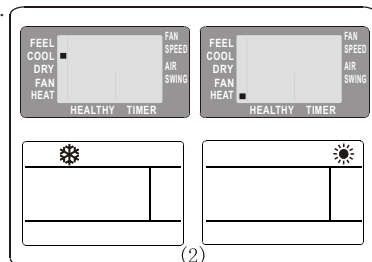 FEEL
COOL
DRY
FAN
HEAT
FAN
SPEED
AIR
SWING
HEALTHY TIMER
FEEL
COOL
DRY
FAN
HEAT
FAN
SPEED
AIR
SWING
HEALTHY TIMER
(2)